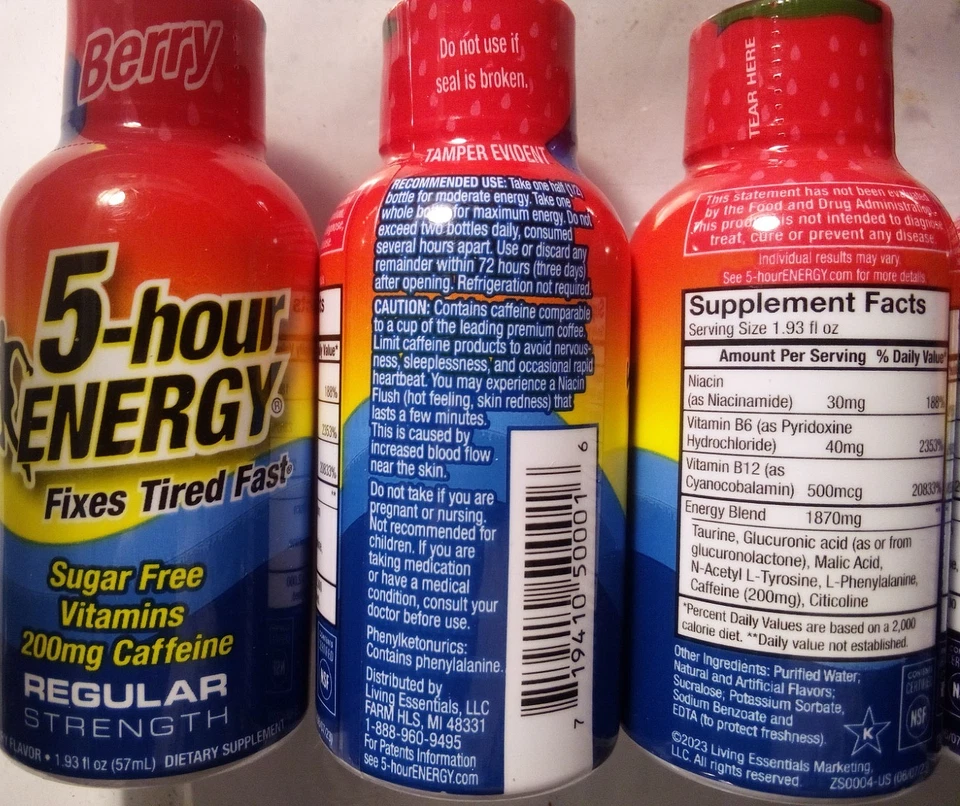 Berry
5-hour
ENERGY®
Fixes Tired Fast®
Sugar Free
Vitamins
200mg Caffeine
REGULAR
STRENGTH
FLAVOR • 1.93 fl oz (57mL) DIETARY SUPPLEMENT
Do not use if
seal is broken.
TAMPER EVIDENT
RECOMMENDED USE: Take one half (1/2)
bottle for moderate energy. Take one
whole bottle for maximum energy. Do not
exceed two bottles daily, consumed
several hours apart. Use or discard any
remainder within 72 hours (three days)
after opening. Refrigeration not required.
CAUTION: Contains caffeine comparable
to a cup of the leading premium coffee.
Limit caffeine products to avoid nervous-
ness, sleeplessness, and occasional rapid
heartbeat. You may experience a Niacin
Flush (hot feeling, skin redness) that
lasts a few minutes.
This is caused by
increased blood flow
near the skin.
Do not take if you are
pregnant or nursing.
Not recommended for
children. If you are
taking medication
or have a medical
condition, consult your
doctor before use.
Phenylketonurics:
Contains phenylalanine.
Distributed by
Living Essentials, LLC
FARM HLS, MI 48331
1-888-960-9495
For Patents Information
see 5-hourENERGY.com
7 19410 50001 6
TEAR HERE
This statement has not been evaluated
by the Food and Drug Administration.
This product is not intended to diagnose,
treat, cure or prevent any disease.
Individual results may vary.
See 5-hourENERGY.com for more details.
Supplement Facts
Serving Size 1.93 fl oz
Amount Per Serving % Daily Value*
Niacin
(as Niacinamide) 30mg 188%
Vitamin B6 (as Pyridoxine
Hydrochloride) 40mg 2353%
Vitamin B12 (as
Cyanocobalamin) 500mcg 20833%
Energy Blend 1870mg **
Taurine, Glucuronic acid (as or from
glucuronolactone), Malic Acid,
N-Acetyl L-Tyrosine, L-Phenylalanine,
Caffeine (200mg), Citicoline
*Percent Daily Values are based on a 2,000
calorie diet. **Daily value not established.
Other Ingredients: Purified Water,
Natural and Artificial Flavors;
Sucralose, Potassium Sorbate,
Sodium Benzoate and
EDTA (to protect freshness).
K
NSF
©2023 Living Essentials Marketing,
LLC. All rights reserved.
ZS0004-US